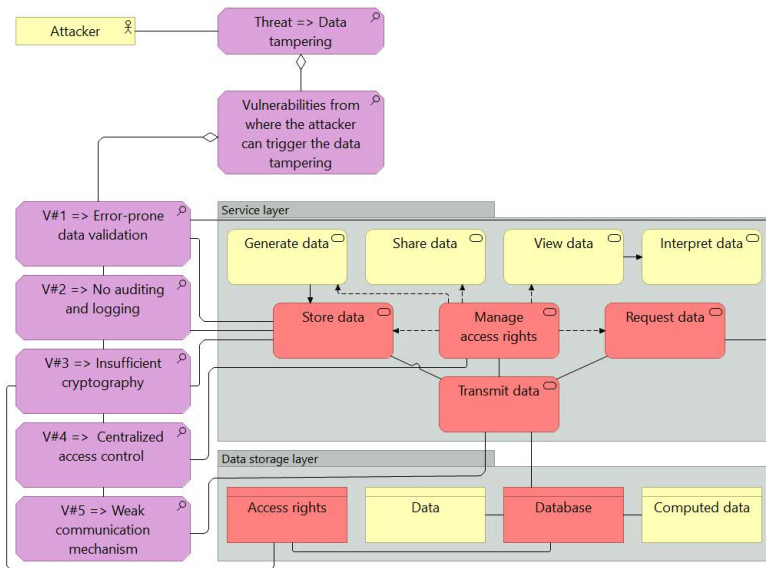 Attacker
Threat => Data
tampering
Vulnerabilities from
where the attacker
can trigger the data
tampering
V#1 => Error-prone
data validation
V#2 => No auditing
and logging
V#3 => Insufficient
cryptography
V#4 =>  Centralized
access control
V#5 => Weak
communication
mechanism
Service layer
Generate data
Share data
View data
Interpret data
Store data
Manage
access rights
Request data
Transmit data
Data storage layer
Access rights
Data
Database
Computed data